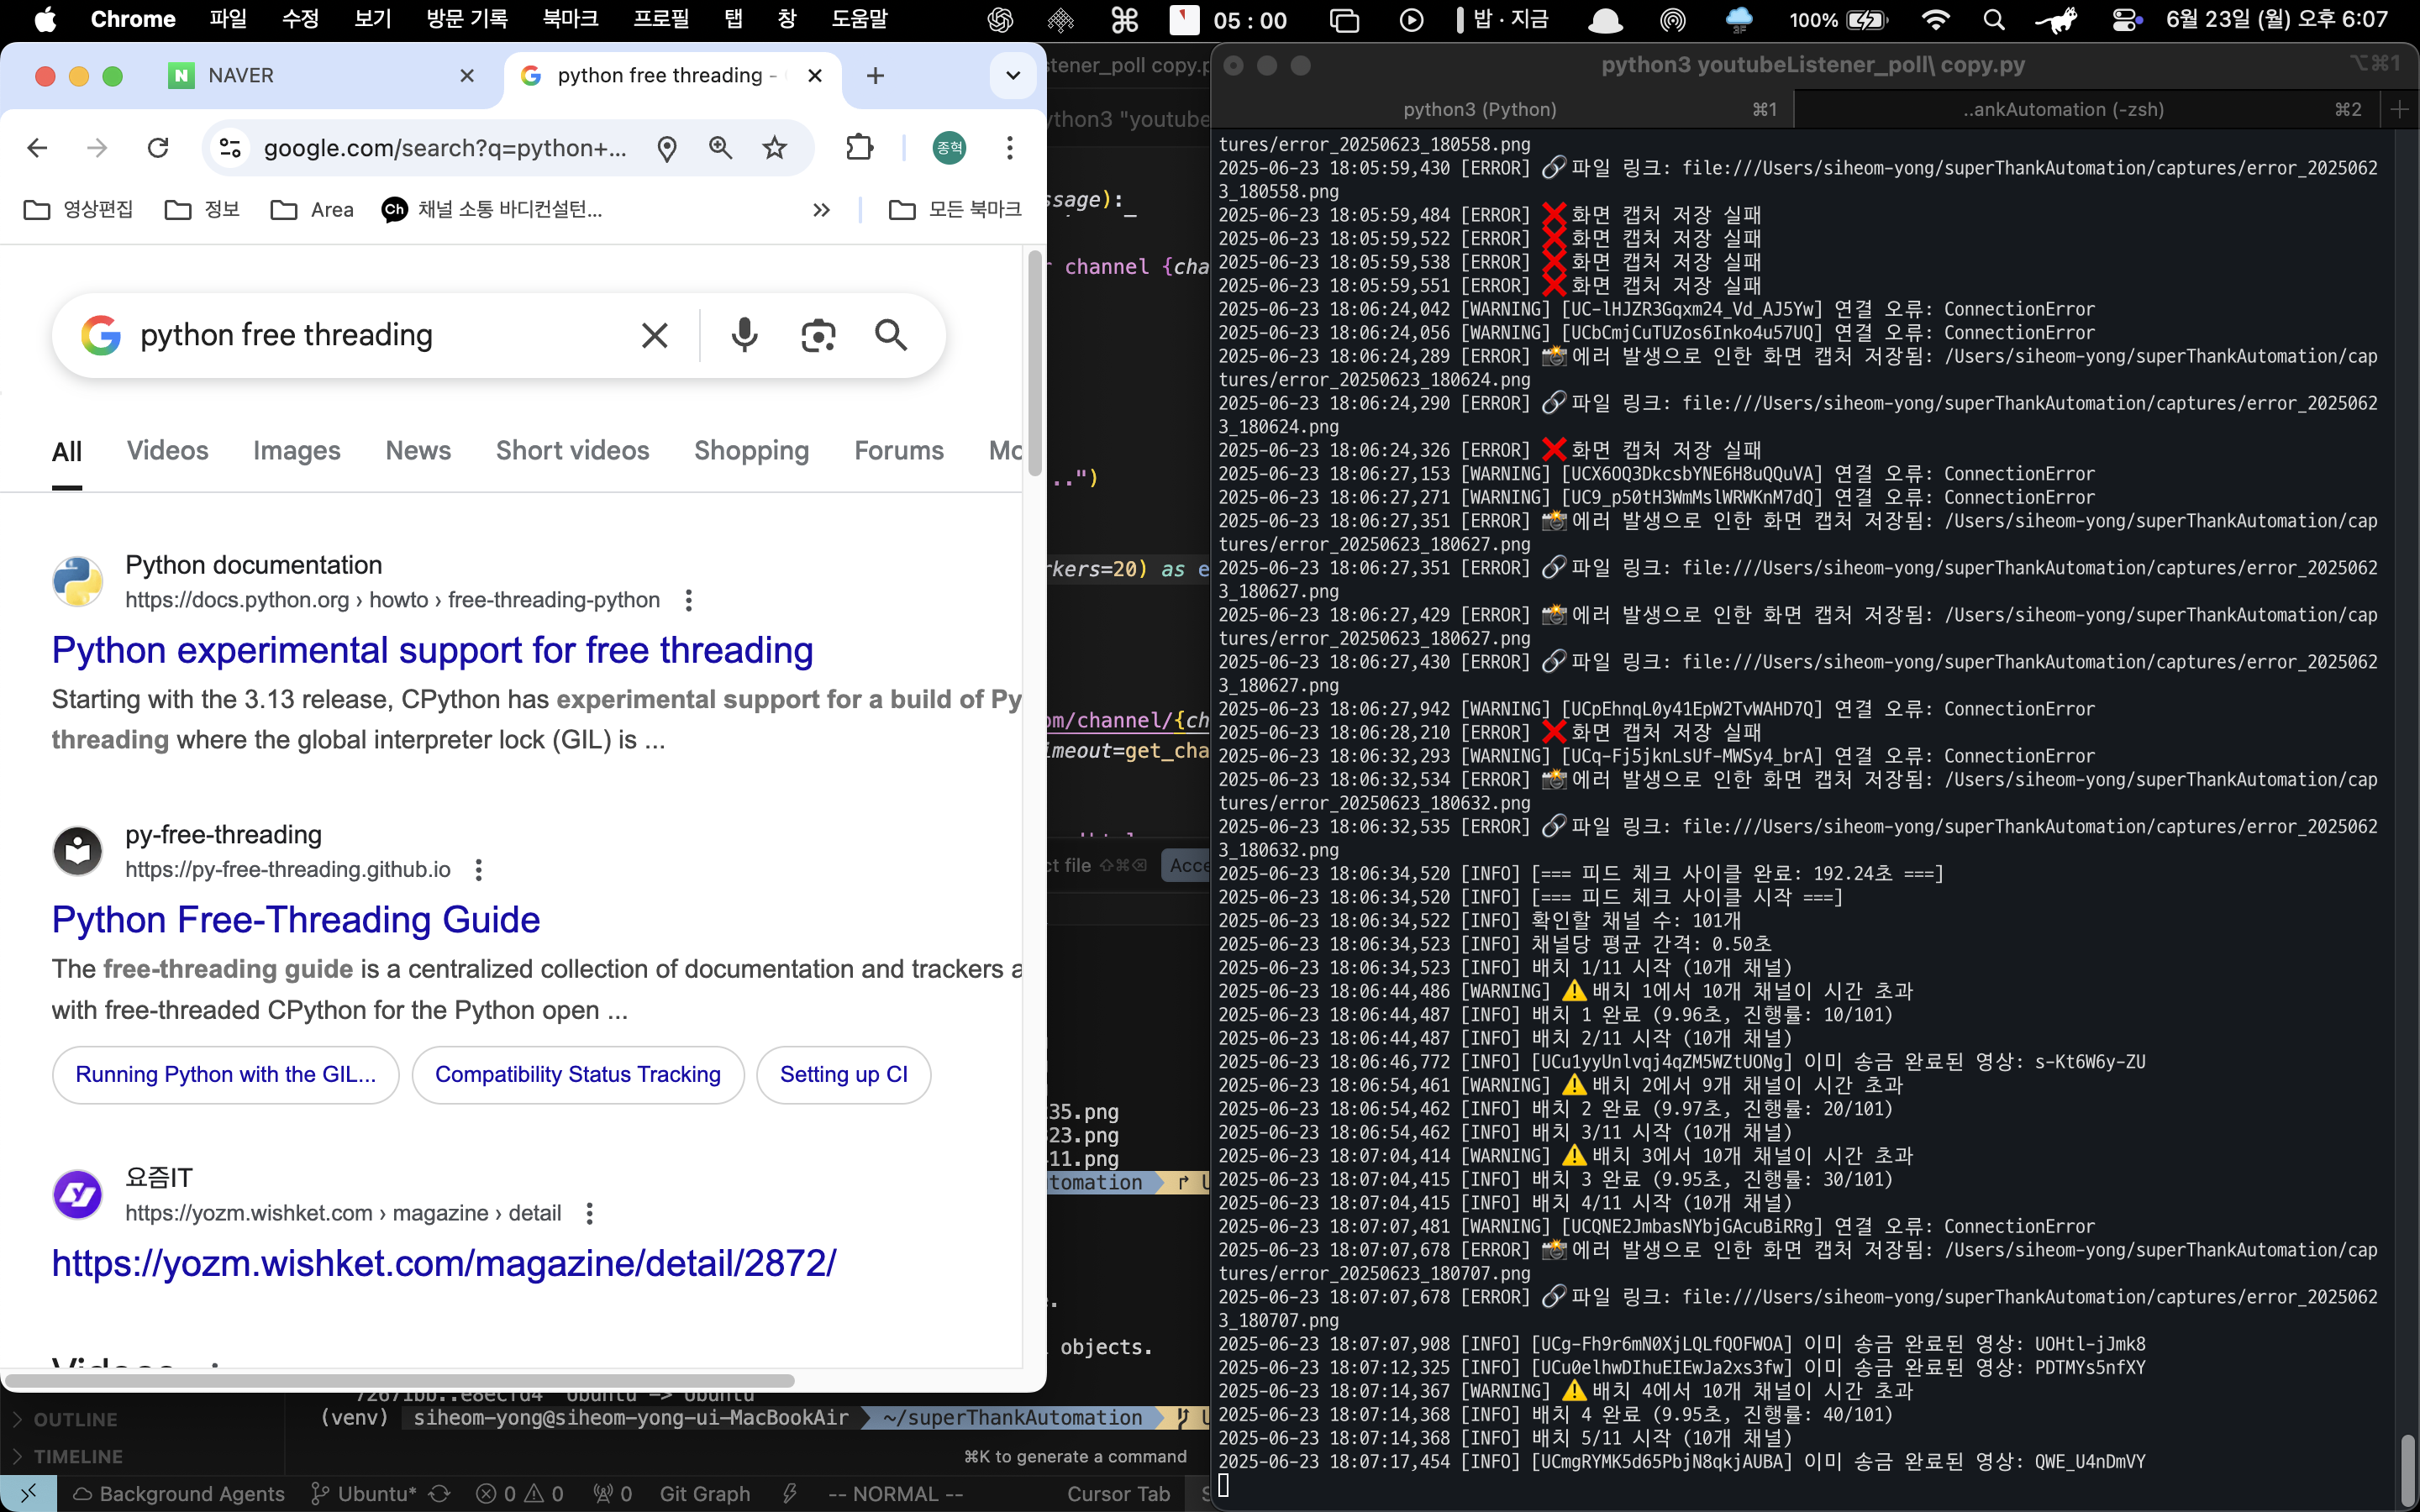 Chrome 파일 수정 보기 방문 기록 북마크 프로필 탭 창 도움말 05 : 00 밥 · 지금 100% 6월 23일 (월) 오후 6:07
NAVER
python free threading -
google.com/search?q=python+...
종혁
영상편집 정보 Area Ch 채널 소통 바디컨설턴... 모든 북마크
python free threading
All Videos Images News Short videos Shopping Forums Mo
Python documentation
https://docs.python.org › howto › free-threading-python
Python experimental support for free threading
Starting with the 3.13 release, CPython has experimental support for a build of Py
threading where the global interpreter lock (GIL) is ...
py-free-threading
https://py-free-threading.github.io
Python Free-Threading Guide
The free-threading guide is a centralized collection of documentation and trackers a
with free-threaded CPython for the Python open ...
Running Python with the GIL... Compatibility Status Tracking Setting up CI
요즘IT
https://yozm.wishket.com › magazine › detail
https://yozm.wishket.com/magazine/detail/2872/
Videos
stener_poll copy.p
ython3 "youtube
ssage):
r channel {cha
..")
rkers=20) as e
om/channel/{ch
imeout=get_cha
ct file Acce
35.png
23.png
11.png
tomation
objects.
72671bb..e8ecfd4 Ubuntu -> Ubuntu
(venv) siheom-yong@siheom-yong-ui-MacBookAir ~/superThankAutomation
OUTLINE
TIMELINE
⌘K to generate a command
Background Agents Ubuntu* 0 0 0 Git Graph -- NORMAL -- Cursor Tab
python3 youtubeListener_poll\ copy.py ⌥⌘1
python3 (Python) ⌘1 ..ankAutomation (-zsh) ⌘2
tures/error_20250623_180558.png
2025-06-23 18:05:59,430 [ERROR] 🔗 파일 링크: file:///Users/siheom-yong/superThankAutomation/captures/error_2025062
3_180558.png
2025-06-23 18:05:59,484 [ERROR] ❌ 화면 캡처 저장 실패
2025-06-23 18:05:59,522 [ERROR] ❌ 화면 캡처 저장 실패
2025-06-23 18:05:59,538 [ERROR] ❌ 화면 캡처 저장 실패
2025-06-23 18:05:59,551 [ERROR] ❌ 화면 캡처 저장 실패
2025-06-23 18:06:24,042 [WARNING] [UC-lHJZR3Gqxm24_Vd_AJ5Yw] 연결 오류: ConnectionError
2025-06-23 18:06:24,056 [WARNING] [UCbCmjCuTUZos6Inko4u57UQ] 연결 오류: ConnectionError
2025-06-23 18:06:24,289 [ERROR] 📸 에러 발생으로 인한 화면 캡처 저장됨: /Users/siheom-yong/superThankAutomation/cap
tures/error_20250623_180624.png
2025-06-23 18:06:24,290 [ERROR] 🔗 파일 링크: file:///Users/siheom-yong/superThankAutomation/captures/error_2025062
3_180624.png
2025-06-23 18:06:24,326 [ERROR] ❌ 화면 캡처 저장 실패
2025-06-23 18:06:27,153 [WARNING] [UCX6OQ3DkcsbYNE6H8uQQuVA] 연결 오류: ConnectionError
2025-06-23 18:06:27,271 [WARNING] [UC9_p50tH3WmMslWRWKnM7dQ] 연결 오류: ConnectionError
2025-06-23 18:06:27,351 [ERROR] 📸 에러 발생으로 인한 화면 캡처 저장됨: /Users/siheom-yong/superThankAutomation/cap
tures/error_20250623_180627.png
2025-06-23 18:06:27,351 [ERROR] 🔗 파일 링크: file:///Users/siheom-yong/superThankAutomation/captures/error_2025062
3_180627.png
2025-06-23 18:06:27,429 [ERROR] 📸 에러 발생으로 인한 화면 캡처 저장됨: /Users/siheom-yong/superThankAutomation/cap
tures/error_20250623_180627.png
2025-06-23 18:06:27,430 [ERROR] 🔗 파일 링크: file:///Users/siheom-yong/superThankAutomation/captures/error_2025062
3_180627.png
2025-06-23 18:06:27,942 [WARNING] [UCpEhnqL0y41EpW2TvWAHD7Q] 연결 오류: ConnectionError
2025-06-23 18:06:28,210 [ERROR] ❌ 화면 캡처 저장 실패
2025-06-23 18:06:32,293 [WARNING] [UCq-Fj5jknLsUf-MWSy4_brA] 연결 오류: ConnectionError
2025-06-23 18:06:32,534 [ERROR] 📸 에러 발생으로 인한 화면 캡처 저장됨: /Users/siheom-yong/superThankAutomation/cap
tures/error_20250623_180632.png
2025-06-23 18:06:32,535 [ERROR] 🔗 파일 링크: file:///Users/siheom-yong/superThankAutomation/captures/error_2025062
3_180632.png
2025-06-23 18:06:34,520 [INFO] [=== 피드 체크 사이클 완료: 192.24초 ===]
2025-06-23 18:06:34,520 [INFO] [=== 피드 체크 사이클 시작 ===]
2025-06-23 18:06:34,522 [INFO] 확인할 채널 수: 101개
2025-06-23 18:06:34,523 [INFO] 채널당 평균 간격: 0.50초
2025-06-23 18:06:34,523 [INFO] 배치 1/11 시작 (10개 채널)
2025-06-23 18:06:44,486 [WARNING] ⚠️ 배치 1에서 10개 채널이 시간 초과
2025-06-23 18:06:44,487 [INFO] 배치 1 완료 (9.96초, 진행률: 10/101)
2025-06-23 18:06:44,487 [INFO] 배치 2/11 시작 (10개 채널)
2025-06-23 18:06:46,772 [INFO] [UCu1yyUnlvqj4qZM5WZtUONg] 이미 송금 완료된 영상: s-Kt6W6y-ZU
2025-06-23 18:06:54,461 [WARNING] ⚠️ 배치 2에서 9개 채널이 시간 초과
2025-06-23 18:06:54,462 [INFO] 배치 2 완료 (9.97초, 진행률: 20/101)
2025-06-23 18:06:54,462 [INFO] 배치 3/11 시작 (10개 채널)
2025-06-23 18:07:04,414 [WARNING] ⚠️ 배치 3에서 10개 채널이 시간 초과
2025-06-23 18:07:04,415 [INFO] 배치 3 완료 (9.95초, 진행률: 30/101)
2025-06-23 18:07:04,415 [INFO] 배치 4/11 시작 (10개 채널)
2025-06-23 18:07:07,481 [WARNING] [UCQNE2JmbasNYbjGAcuBiRRg] 연결 오류: ConnectionError
2025-06-23 18:07:07,678 [ERROR] 📸 에러 발생으로 인한 화면 캡처 저장됨: /Users/siheom-yong/superThankAutomation/cap
tures/error_20250623_180707.png
2025-06-23 18:07:07,678 [ERROR] 🔗 파일 링크: file:///Users/siheom-yong/superThankAutomation/captures/error_2025062
3_180707.png
2025-06-23 18:07:07,908 [INFO] [UCg-Fh9r6mN0XjLQLfQOFWOA] 이미 송금 완료된 영상: UOHtl-jJmk8
2025-06-23 18:07:12,325 [INFO] [UCu0elhwDIhuEIEwJa2xs3fw] 이미 송금 완료된 영상: PDTMYs5nfXY
2025-06-23 18:07:14,367 [WARNING] ⚠️ 배치 4에서 10개 채널이 시간 초과
2025-06-23 18:07:14,368 [INFO] 배치 4 완료 (9.95초, 진행률: 40/101)
2025-06-23 18:07:14,368 [INFO] 배치 5/11 시작 (10개 채널)
2025-06-23 18:07:17,454 [INFO] [UCmgRYMK5d65PbjN8qkjAUBA] 이미 송금 완료된 영상: QWE_U4nDmVY